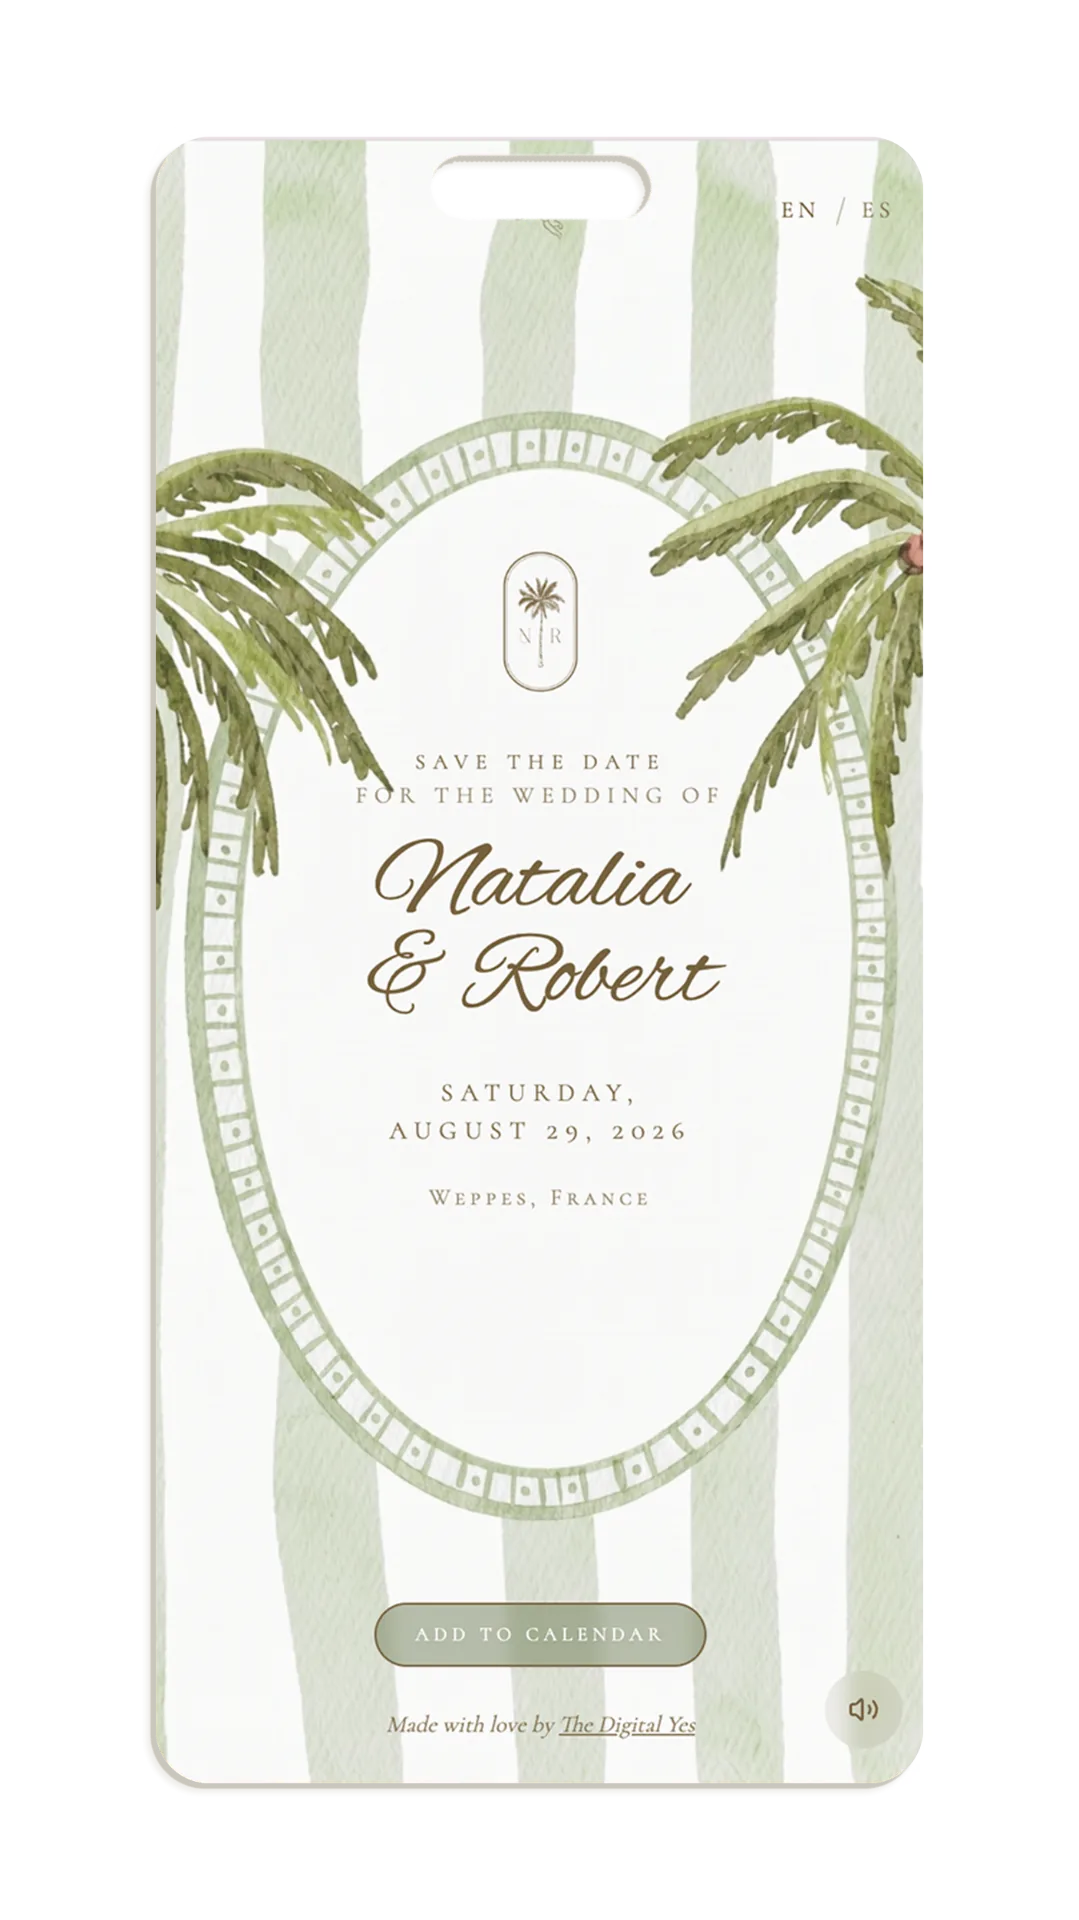 EN / ES
N R
SAVE THE DATE
FOR THE WEDDING OF
Natalia
& Robert
SATURDAY,
AUGUST 29, 2026
WEPPES, FRANCE
ADD TO CALENDAR
Made with love by The Digital Yes